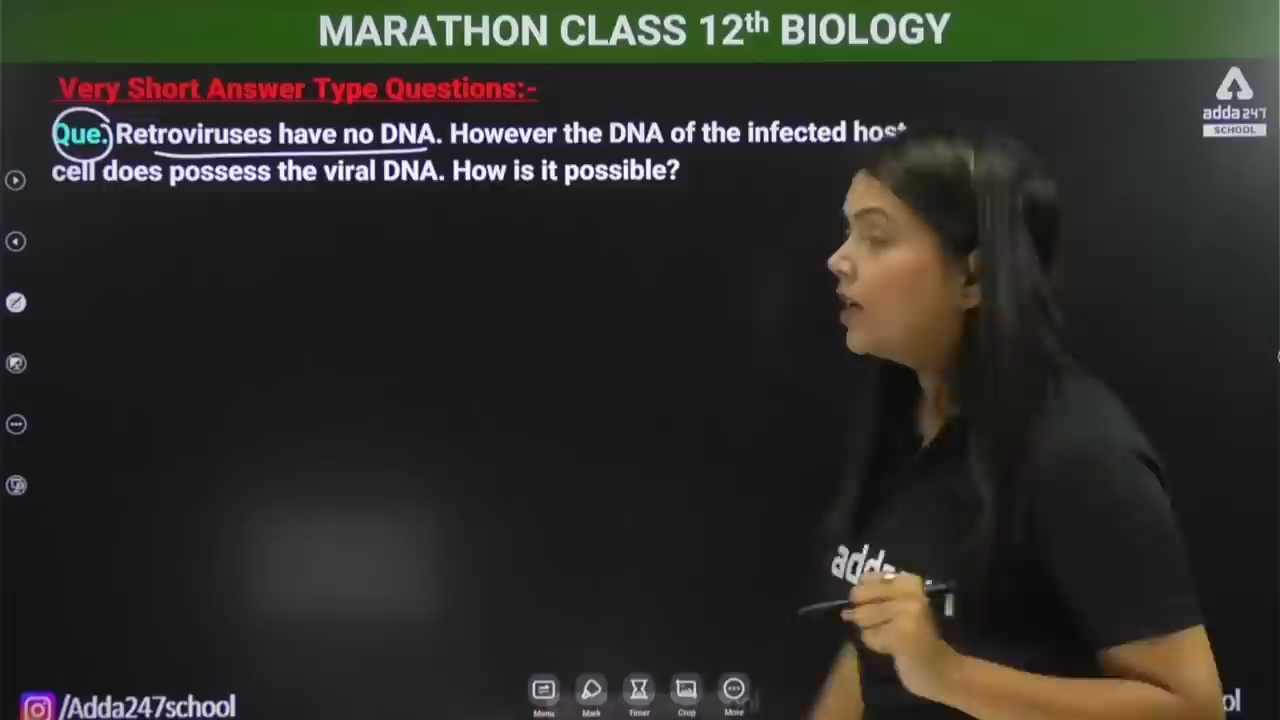 MARATHON CLASS 12th BIOLOGY
Very Short Answer Type Questions:-
Que. Retroviruses have no DNA. However the DNA of the infected host
cell does possess the viral DNA. How is it possible?
adda247
SCHOOL
Menu
Mark
Timer
Crop
More
/Adda247school